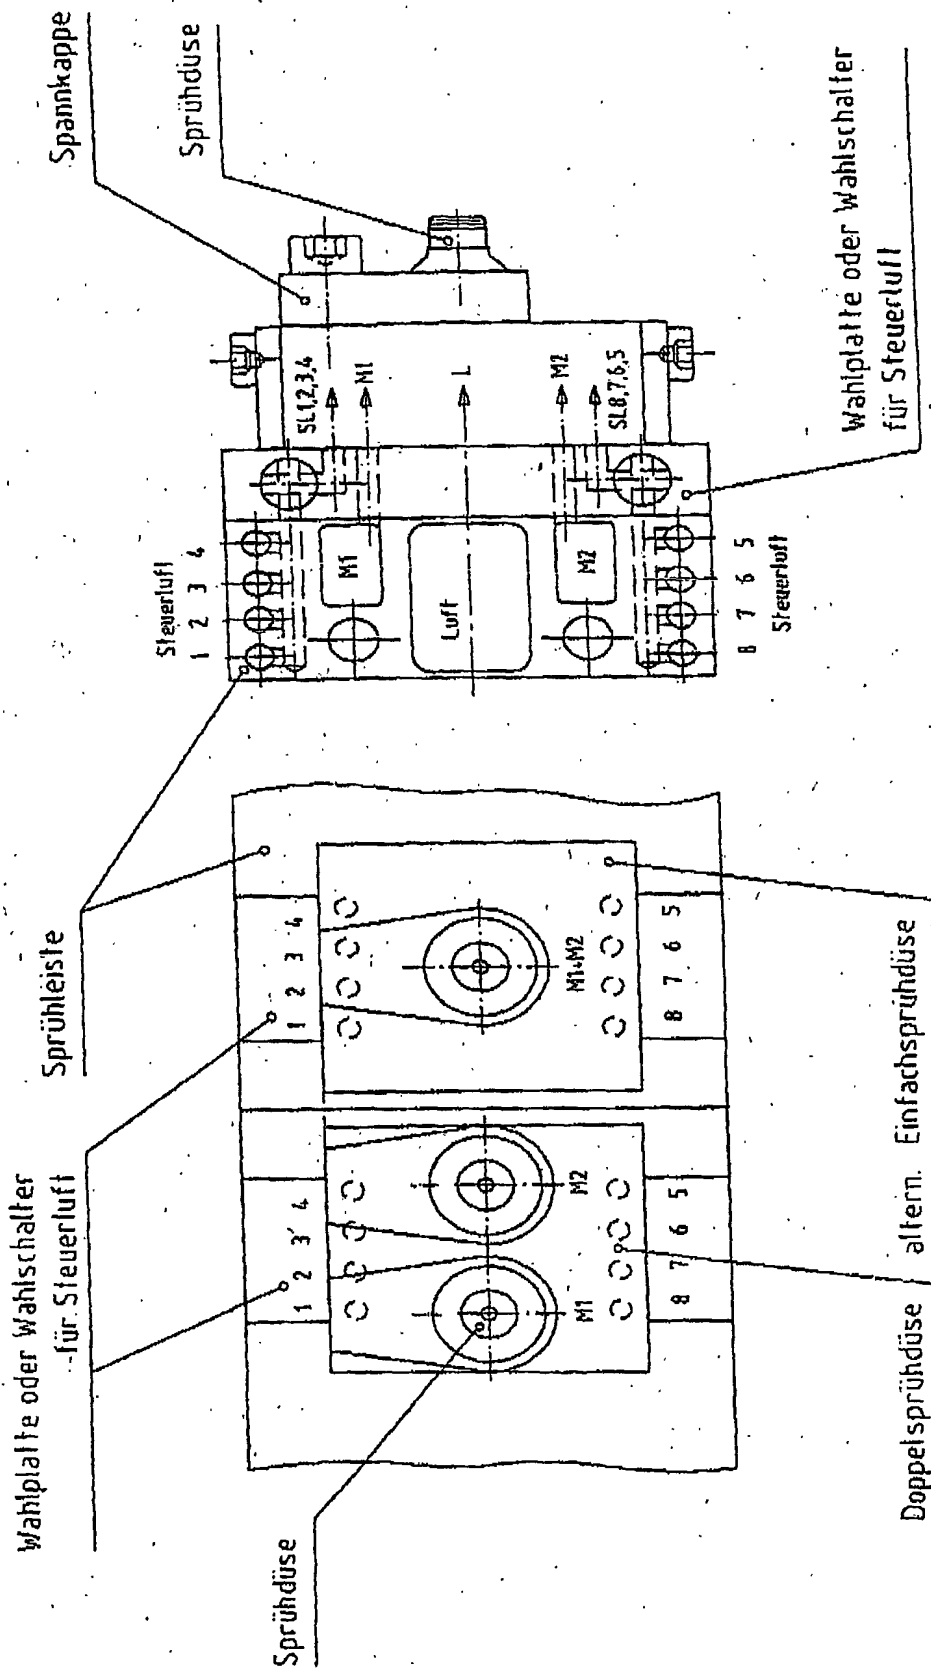 Wahlplatte oder Wahlschalter
für Steuerluft
Sprühleiste
Spannkappe
Sprühdüse
Sprühdüse
1 2 3 4
1 2 3 4
M1
M2
M1+M2
8 7 6 5
8 7 6 5
Steuerluft
1 2 3 4
SL1,2,3,4
M1
M1
Luft
L
M2
M2
SL8,7,6,5
8 7 6 5
Steuerluft
Wahlplatte oder Wahlschalter
für Steuerluft
Doppelsprühdüse altern. Einfachsprühdüse